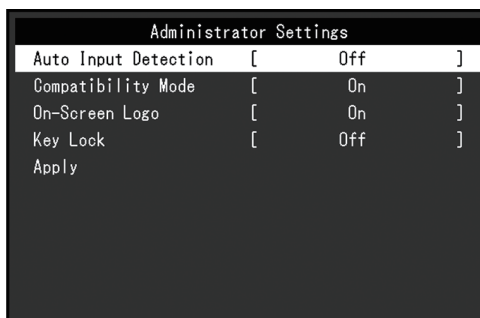 Administrator Settings
Auto Input Detection [ Off ]
Compatibility Mode [ On ]
On-Screen Logo [ On ]
Key Lock [ Off ]
Apply